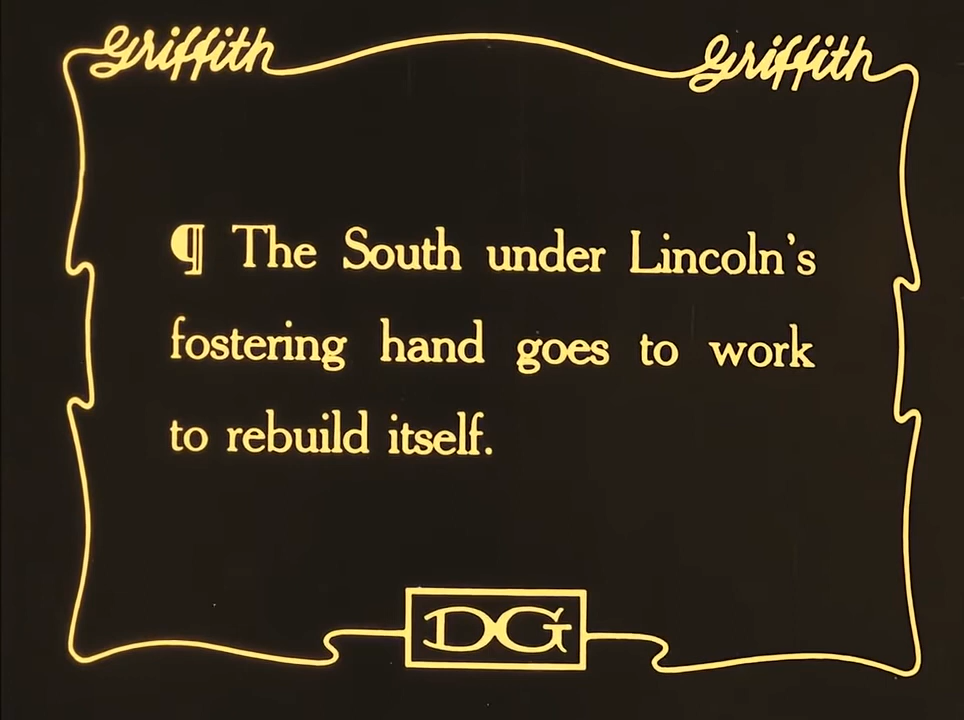 Griffith Griffith
¶ The South under Lincoln's
fostering hand goes to work
to rebuild itself.
DG